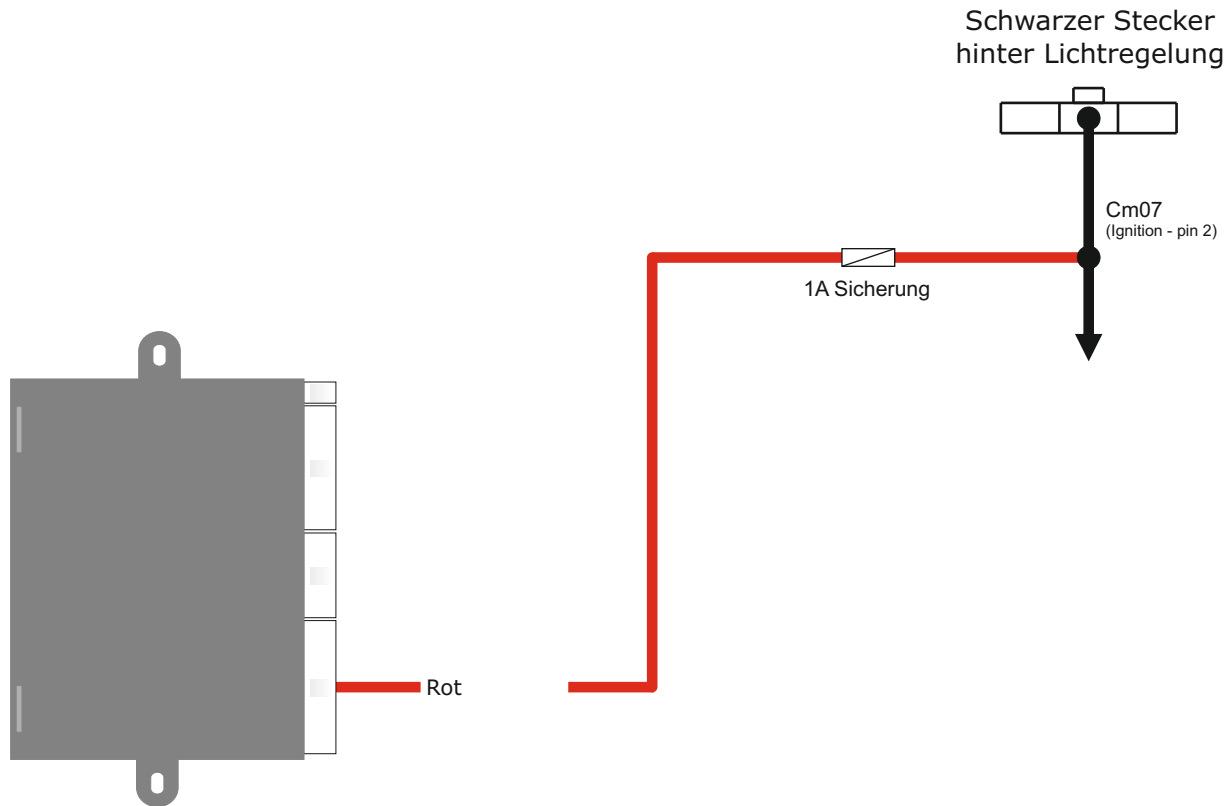 Schwarzer Stecker
hinter Lichtregelung
Cm07
(Ignition - pin 2)
1A Sicherung
Rot